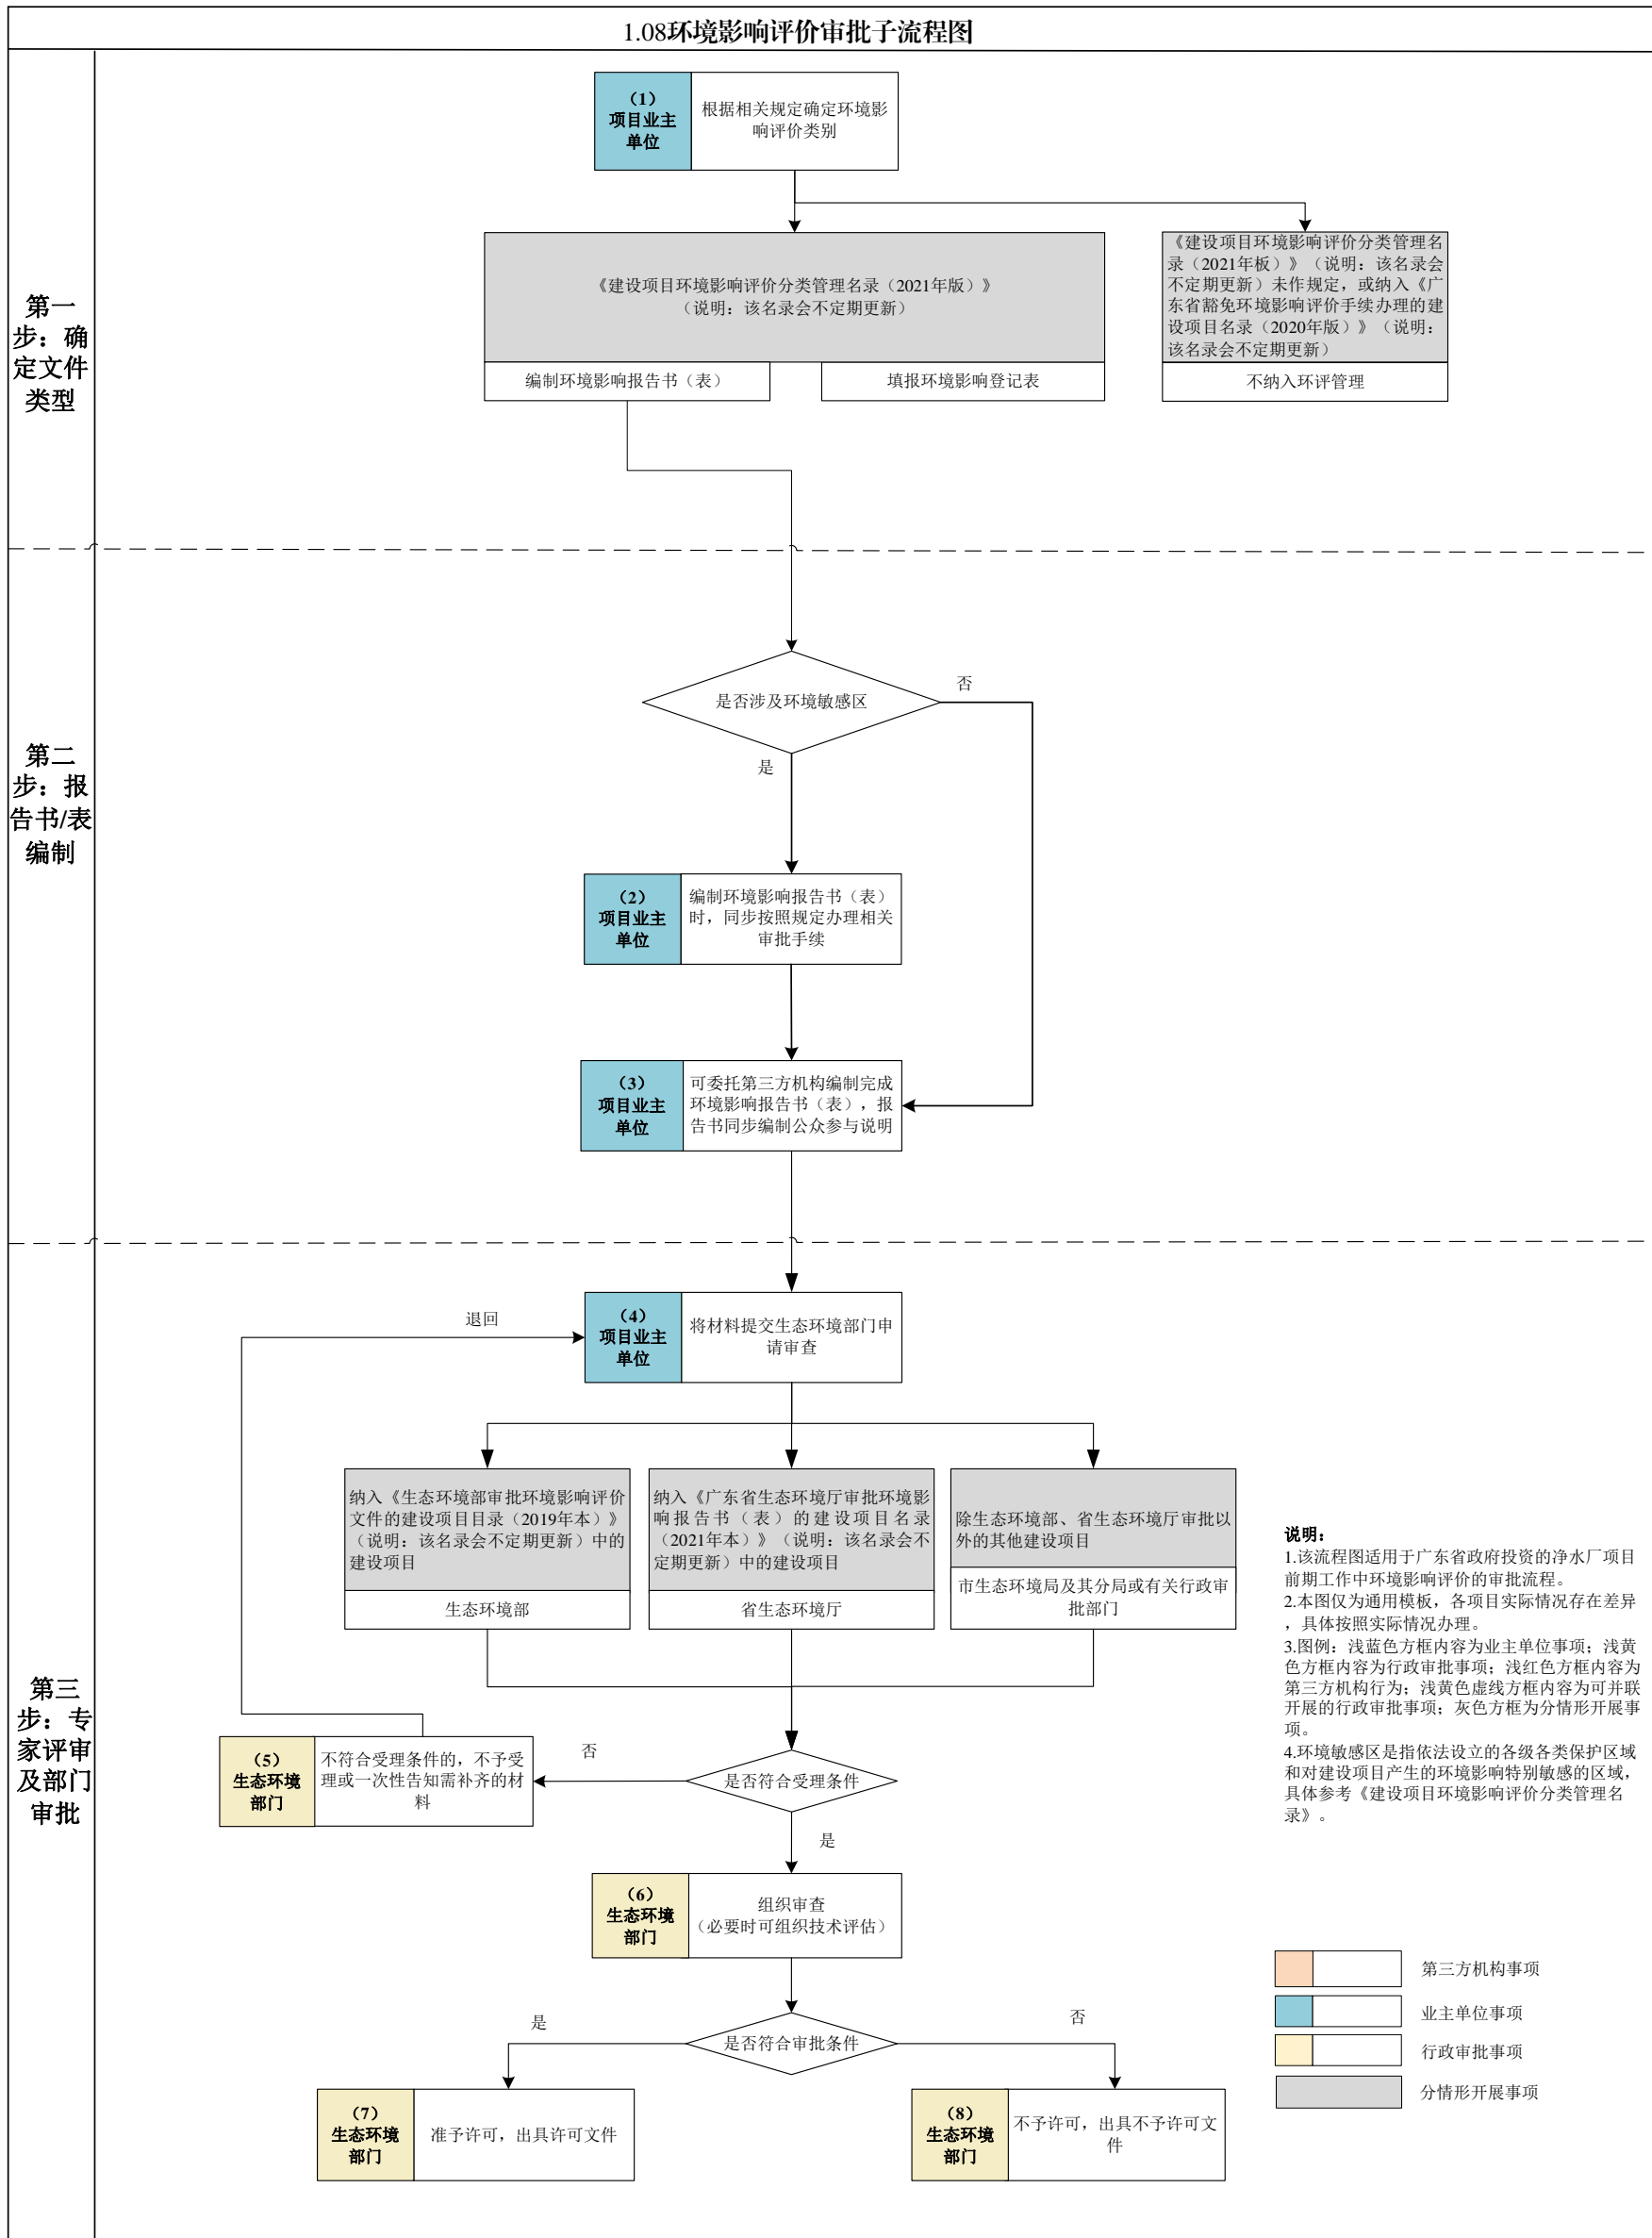 1.08环境影响评价审批子流程图
第一
步：确
定文件
类型
（1）
项目业主
单位
根据相关规定确定环境影
响评价类别
《建设项目环境影响评价分类管理名录（2021年版）》
（说明：该名录会不定期更新）
编制环境影响报告书（表）
填报环境影响登记表
《建设项目环境影响评价分类管理名
录（2021年板）》（说明：该名录会
不定期更新）未作规定，或纳入《广
东省豁免环境影响评价手续办理的建
设项目名录（2020年版）》（说明：
该名录会不定期更新）
不纳入环评管理
第二
步：报
告书/表
编制
是否涉及环境敏感区
否
是
（2）
项目业主
单位
编制环境影响报告书（表）
时，同步按照规定办理相关
审批手续
（3）
项目业主
单位
可委托第三方机构编制完成
环境影响报告书（表），报
告书同步编制公众参与说明
第三
步：专
家评审
及部门
审批
退回
（4）
项目业主
单位
将材料提交生态环境部门申
请审查
纳入《生态环境部审批环境影响评价
文件的建设项目目录（2019年本）》
（说明：该名录会不定期更新）中的
建设项目
生态环境部
纳入《广东省生态环境厅审批环境影
响报告书（表）的建设项目名录
（2021年本）》（说明：该名录会不
定期更新）中的建设项目
省生态环境厅
除生态环境部、省生态环境厅审批以
外的其他建设项目
市生态环境局及其分局或有关行政审
批部门
是否符合受理条件
否
（5）
生态环境
部门
不符合受理条件的，不予受
理或一次性告知需补齐的材
料
是
（6）
生态环境
部门
组织审查
（必要时可组织技术评估）
是否符合审批条件
是
否
（7）
生态环境
部门
准予许可，出具许可文件
（8）
生态环境
部门
不予许可，出具不予许可文
件
说明：
1.该流程图适用于广东省政府投资的净水厂项目
前期工作中环境影响评价的审批流程。
2.本图仅为通用模板，各项目实际情况存在差异
，具体按照实际情况办理。
3.图例：浅蓝色方框内容为业主单位事项；浅黄
色方框内容为行政审批事项；浅红色方框内容为
第三方机构行为；浅黄色虚线方框内容为可并联
开展的行政审批事项；灰色方框为分情形开展事
项。
4.环境敏感区是指依法设立的各级各类保护区域
和对建设项目产生的环境影响特别敏感的区域，
具体参考《建设项目环境影响评价分类管理名
录》。
第三方机构事项
业主单位事项
行政审批事项
分情形开展事项